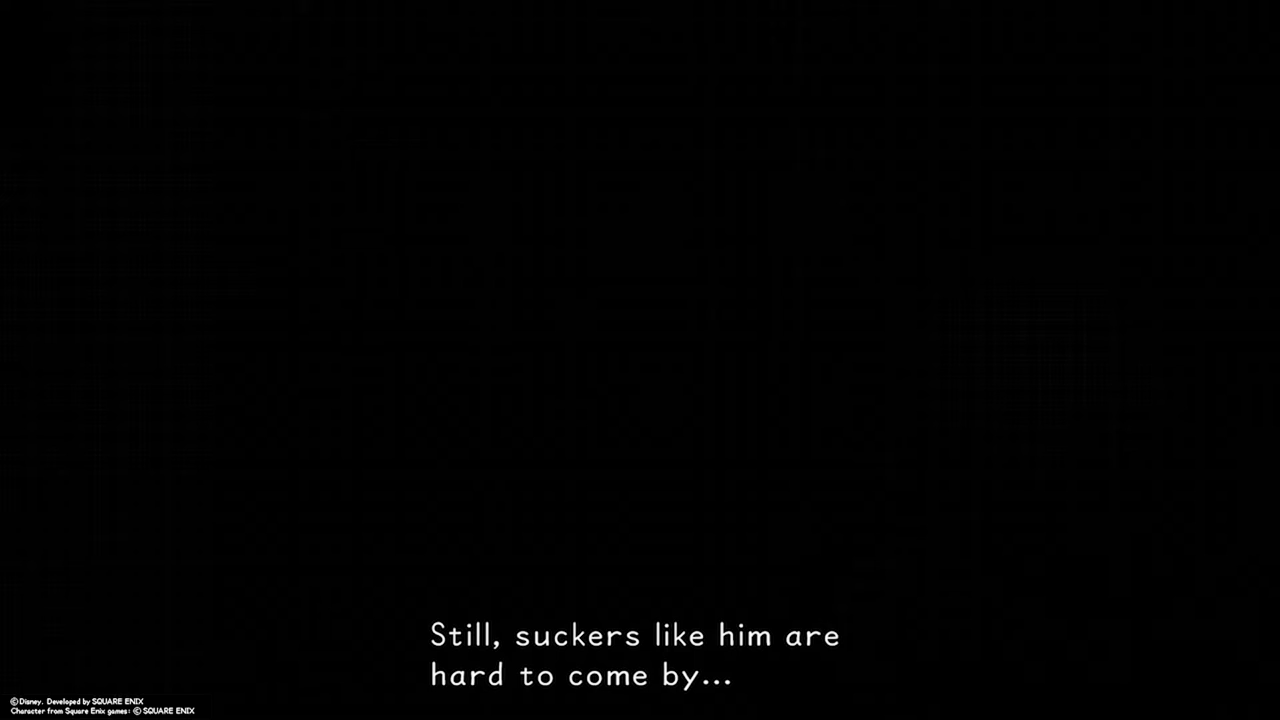 Still, suckers like him are
hard to come by...
©Disney. Developed by SQUARE ENIX
Character from Square Enix games: © SQUARE ENIX